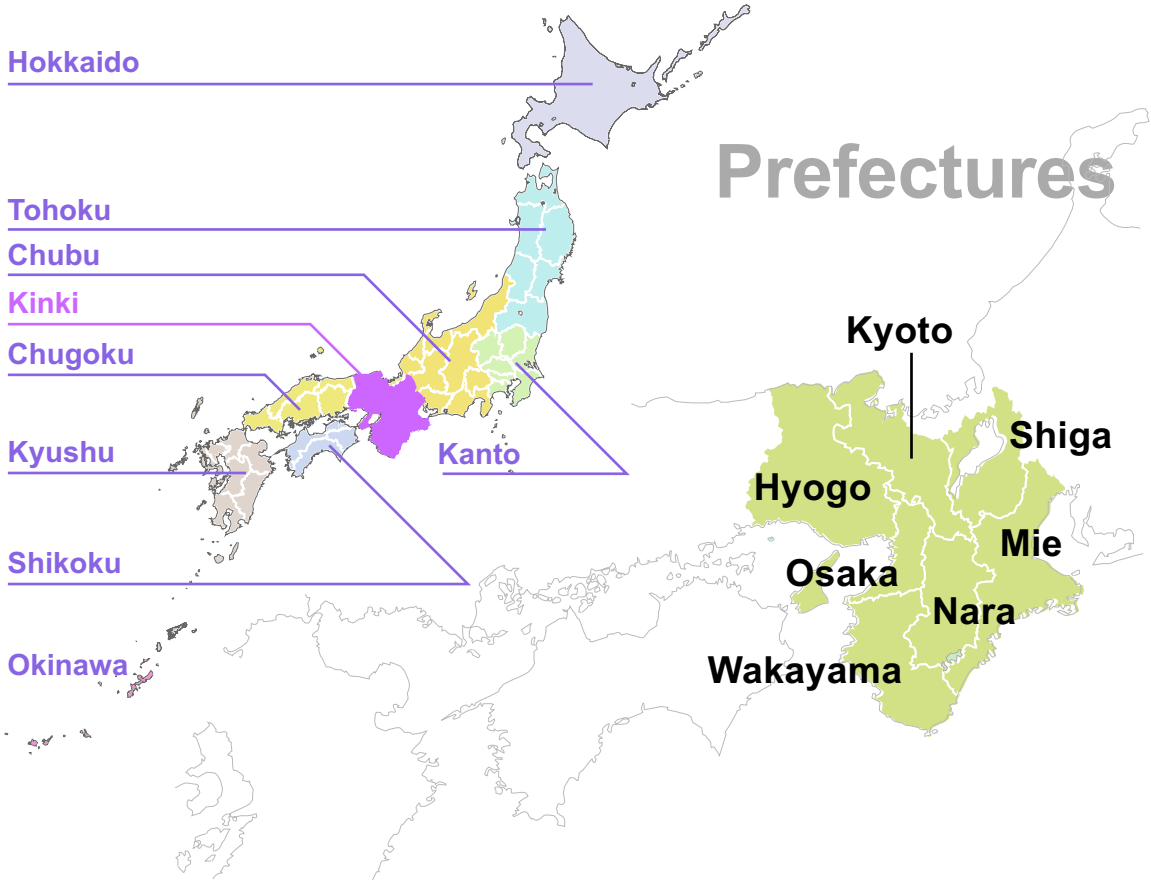 Hokkaido
Prefectures
Tohoku
Chubu
Kinki
Kyoto
Chugoku
Shiga
Kyushu
Kanto
Hyogo
Mie
Shikoku
Osaka
Nara
Okinawa
Wakayama